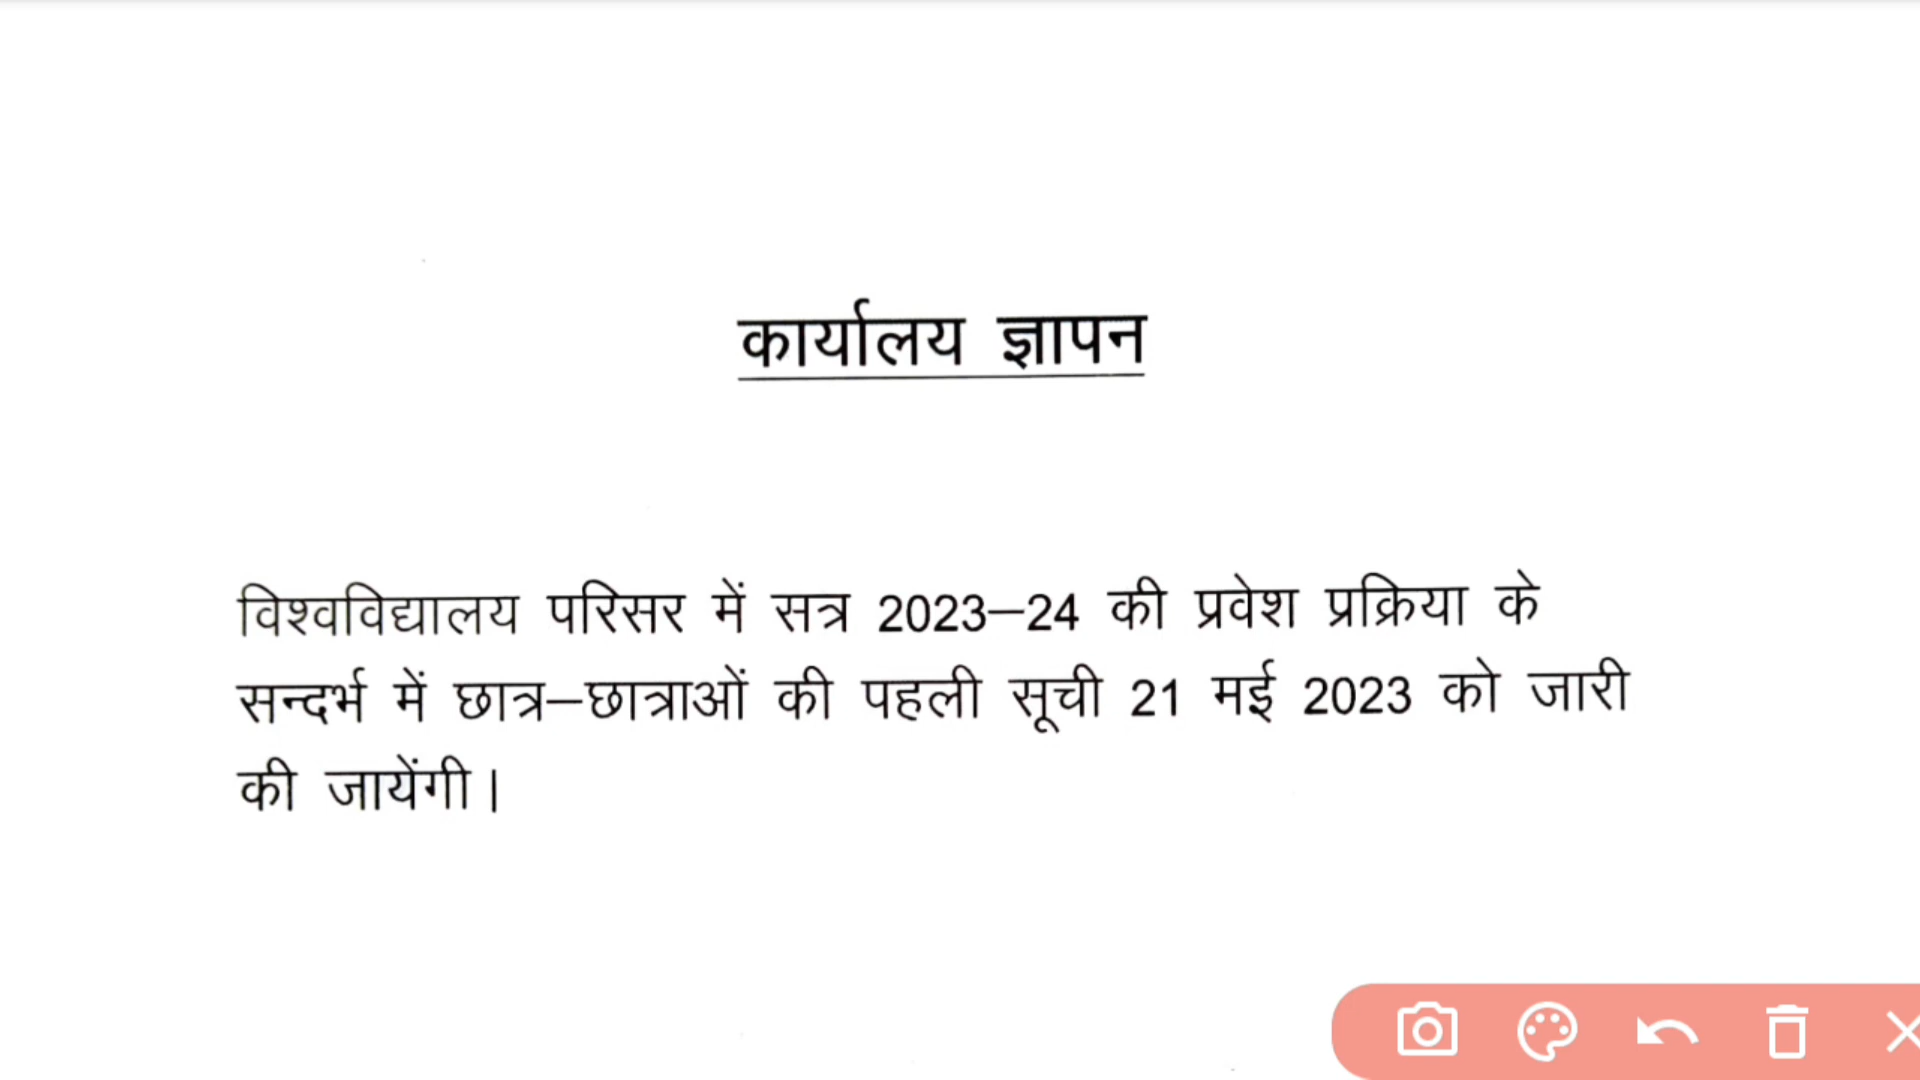 कार्यालय ज्ञापन
विश्वविद्यालय परिसर में सत्र 2023–24 की प्रवेश प्रक्रिया के
सन्दर्भ में छात्र–छात्राओं की पहली सूची 21 मई 2023 को जारी
की जायेंगी।